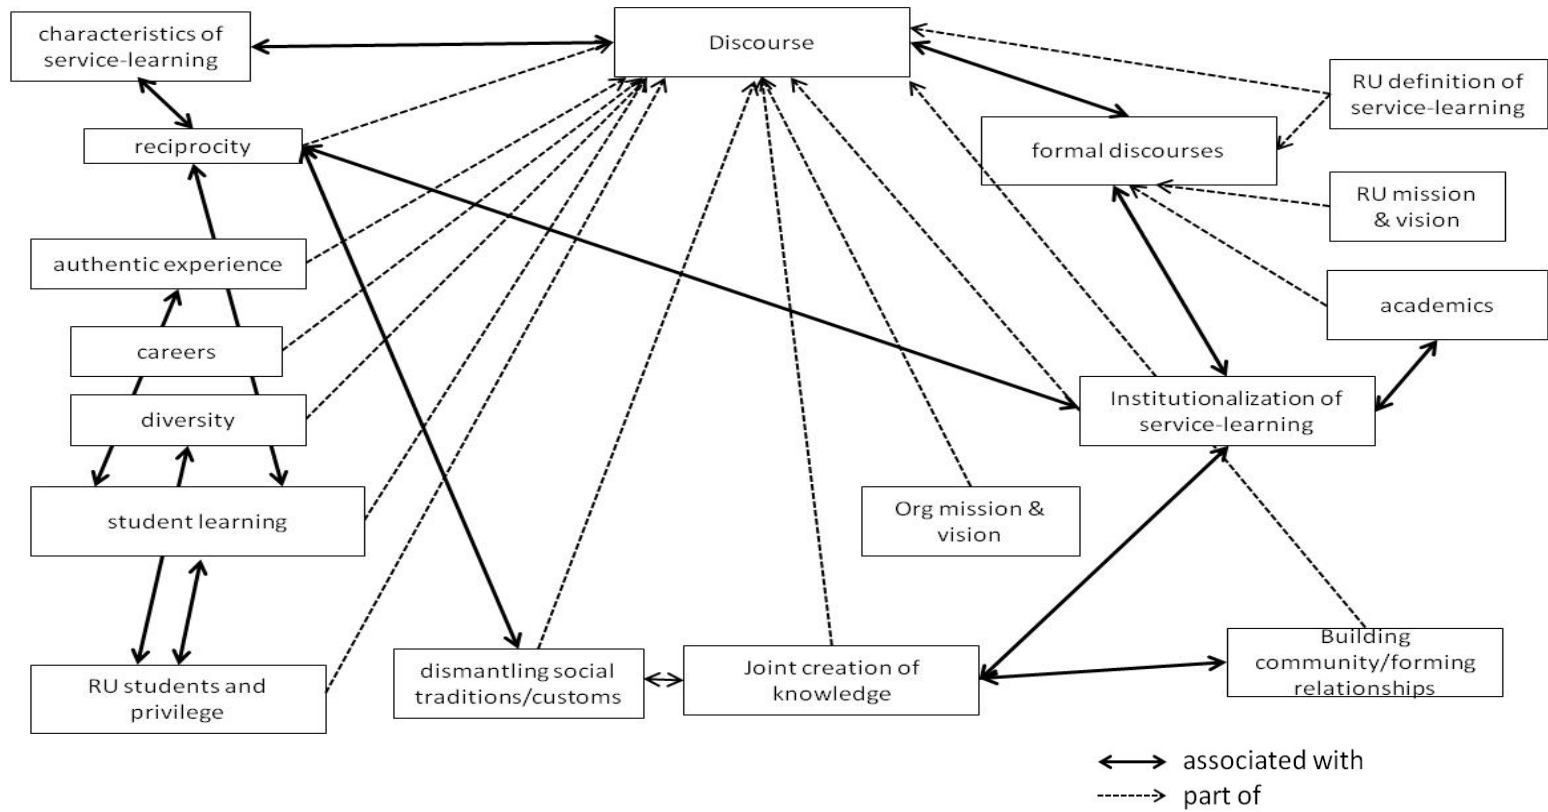 characteristics of
service-learning
Discourse
RU definition of
service-learning
reciprocity
formal discourses
RU mission
& vision
authentic experience
academics
careers
diversity
Institutionalization of
service-learning
student learning
Org mission &
vision
RU students and
privilege
dismantling social
traditions/customs
Joint creation of
knowledge
Building
community/forming
relationships
associated with
part of